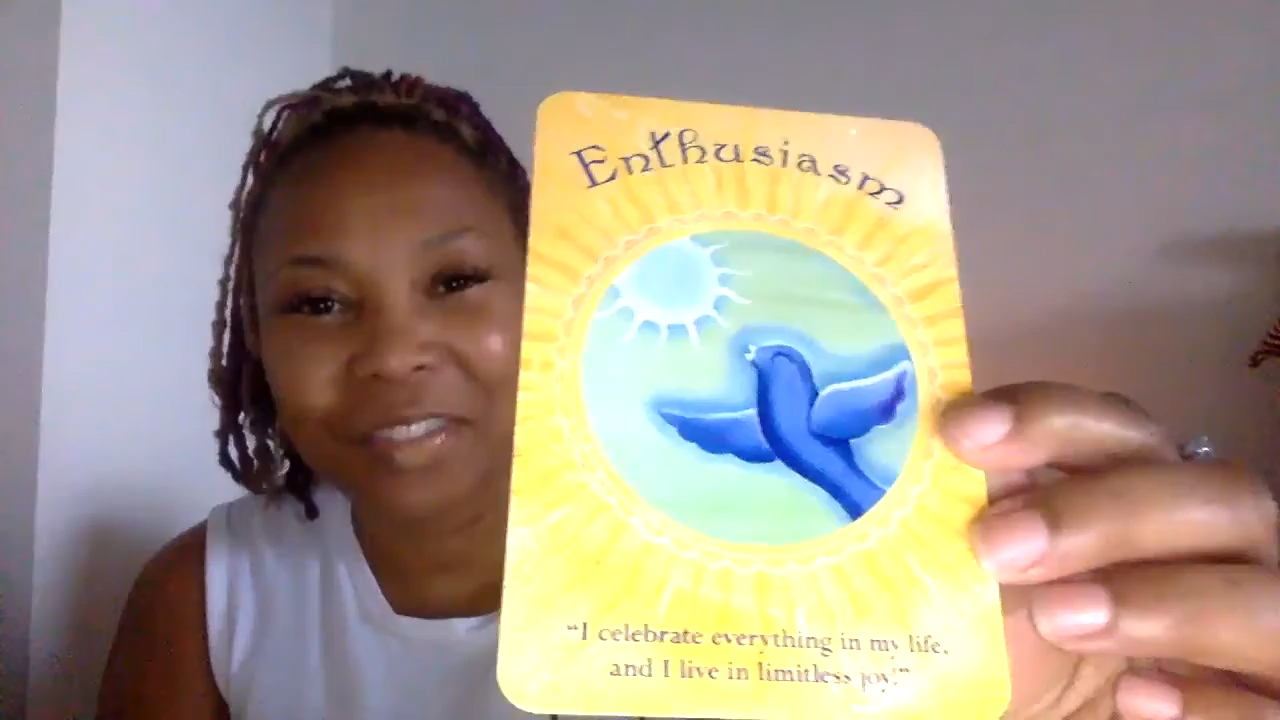 Enthusiasm
“I celebrate everything in my life,
and I live in limitless joy!”